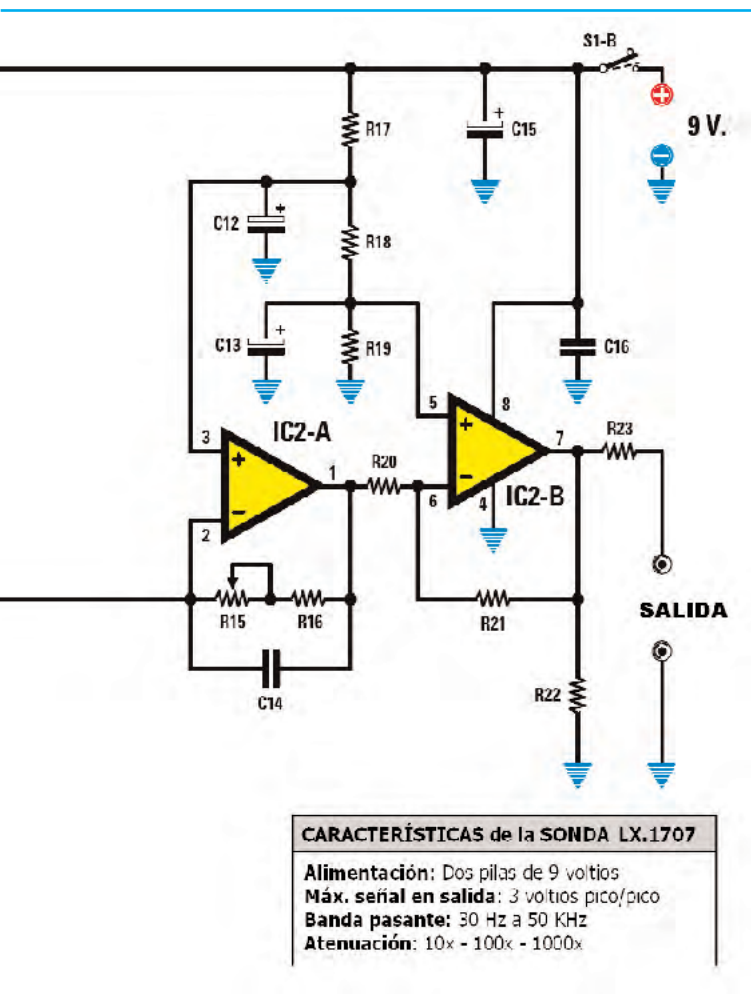 S1-B
R17
C15
9 V.
C12
R18
C13
R19
C16
IC2-A
3
1
2
R20
5
8
7
6
4
IC2-B
R23
R15
R16
R21
SALIDA
C14
R22
CARACTERÍSTICAS de la SONDA LX.1707
Alimentación: Dos pilas de 9 voltios
Máx. señal en salida: 3 voltios pico/pico
Banda pasante: 30 Hz a 50 KHz
Atenuación: 10x - 100x - 1000x